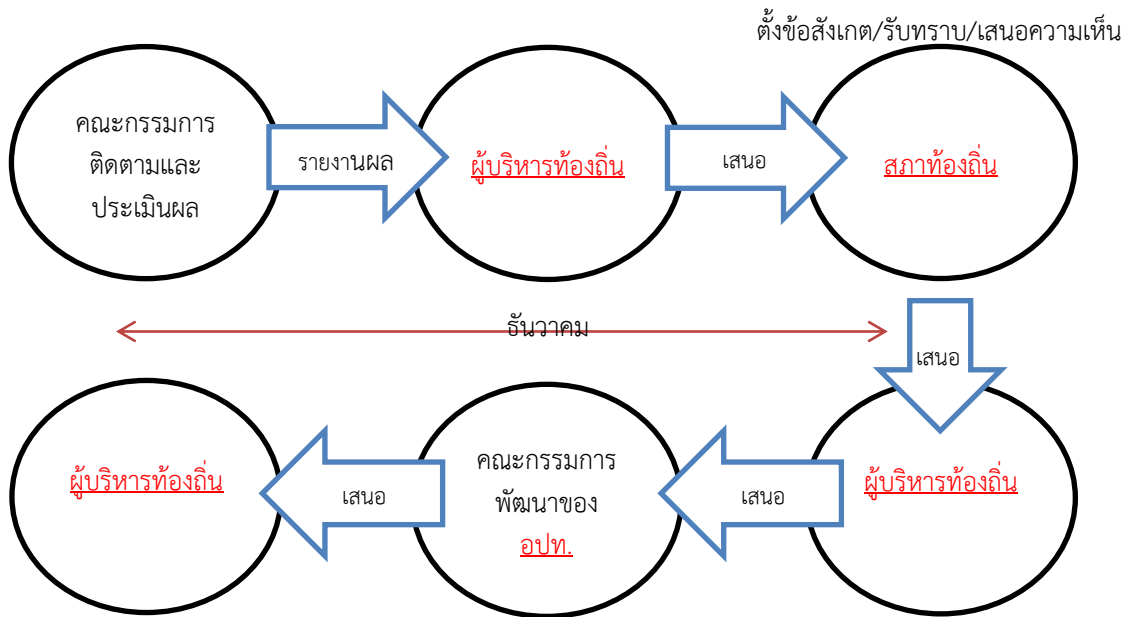 ตั้งข้อสังเกต/รับทราบ/เสนอความเห็น
คณะกรรมการ
ติดตามและ
ประเมินผล
รายงานผล
ผู้บริหารท้องถิ่น
เสนอ
สภาท้องถิ่น
ธันวาคม
เสนอ
ผู้บริหารท้องถิ่น
เสนอ
คณะกรรมการ
พัฒนาของ
อปท.
เสนอ
ผู้บริหารท้องถิ่น